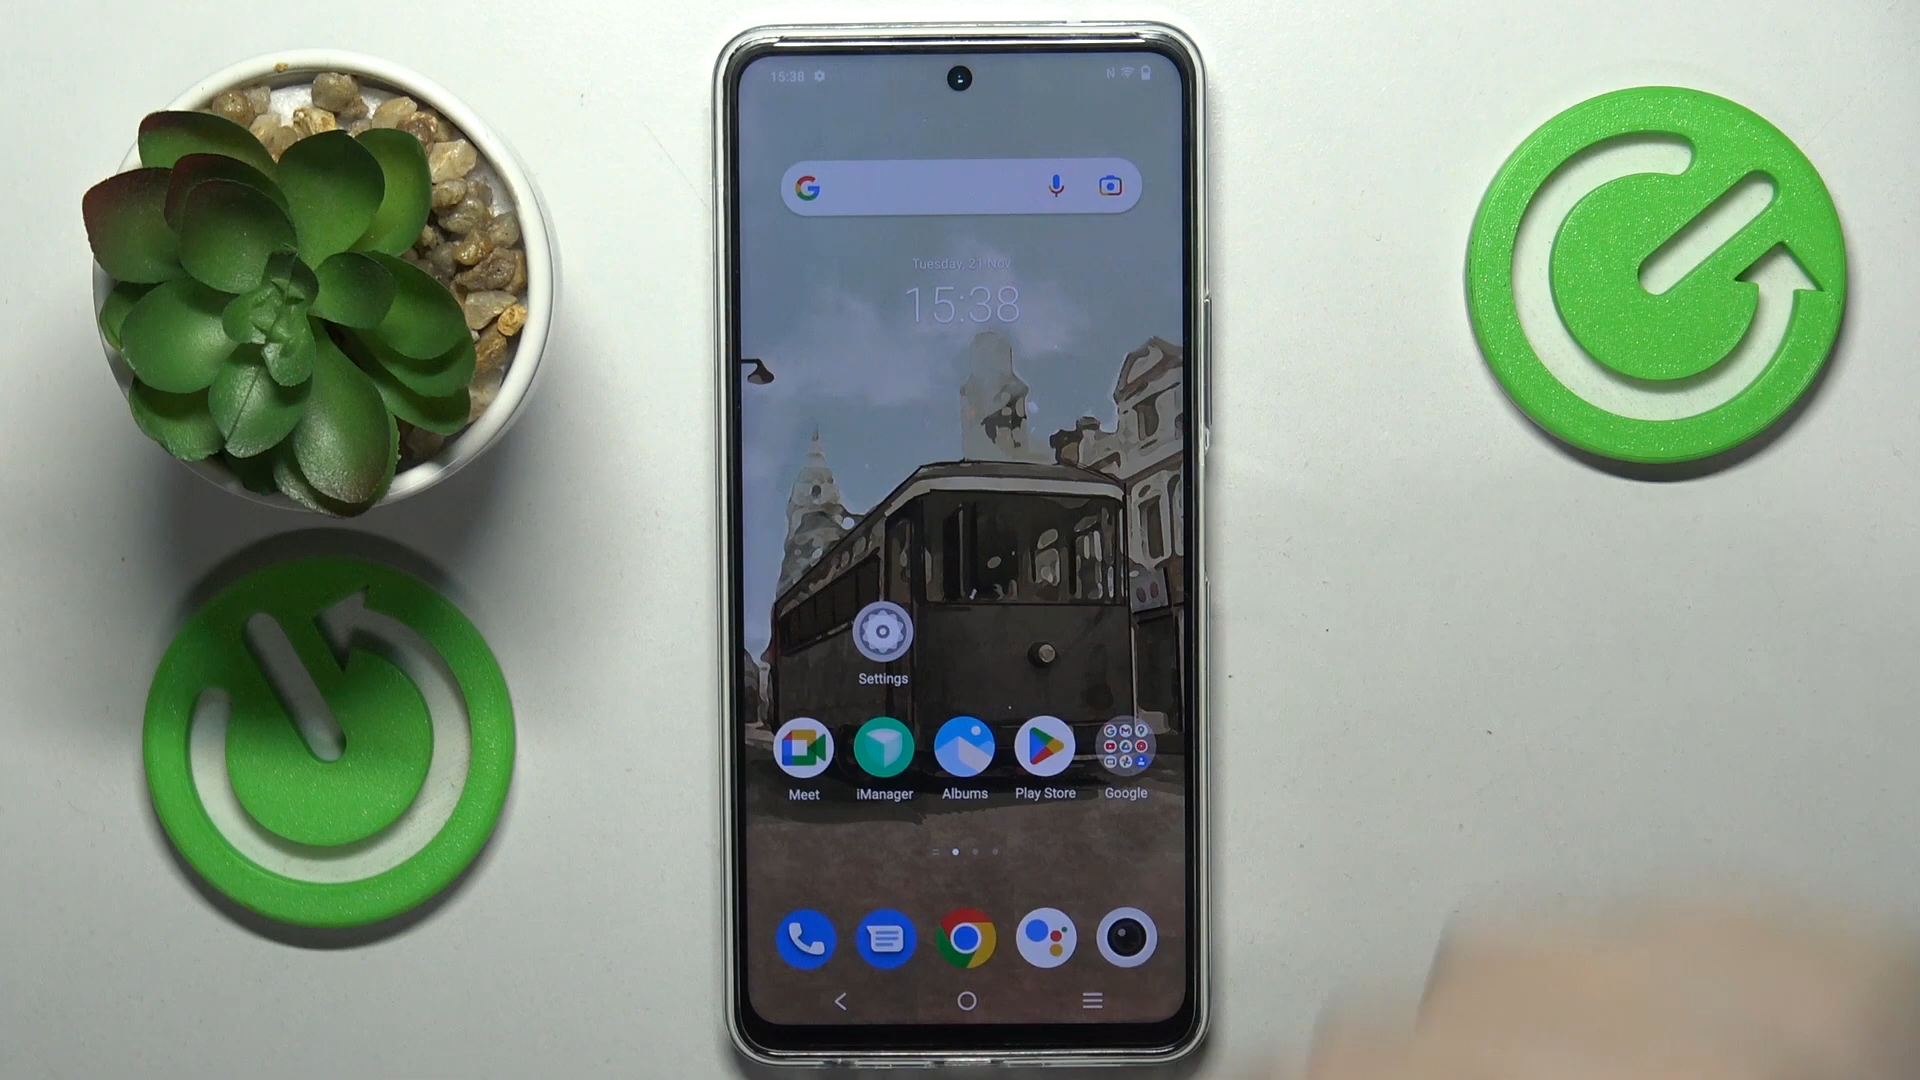 15:38
Tuesday, 21 Nov
15:38
Settings
Meet iManager Albums Play Store Google